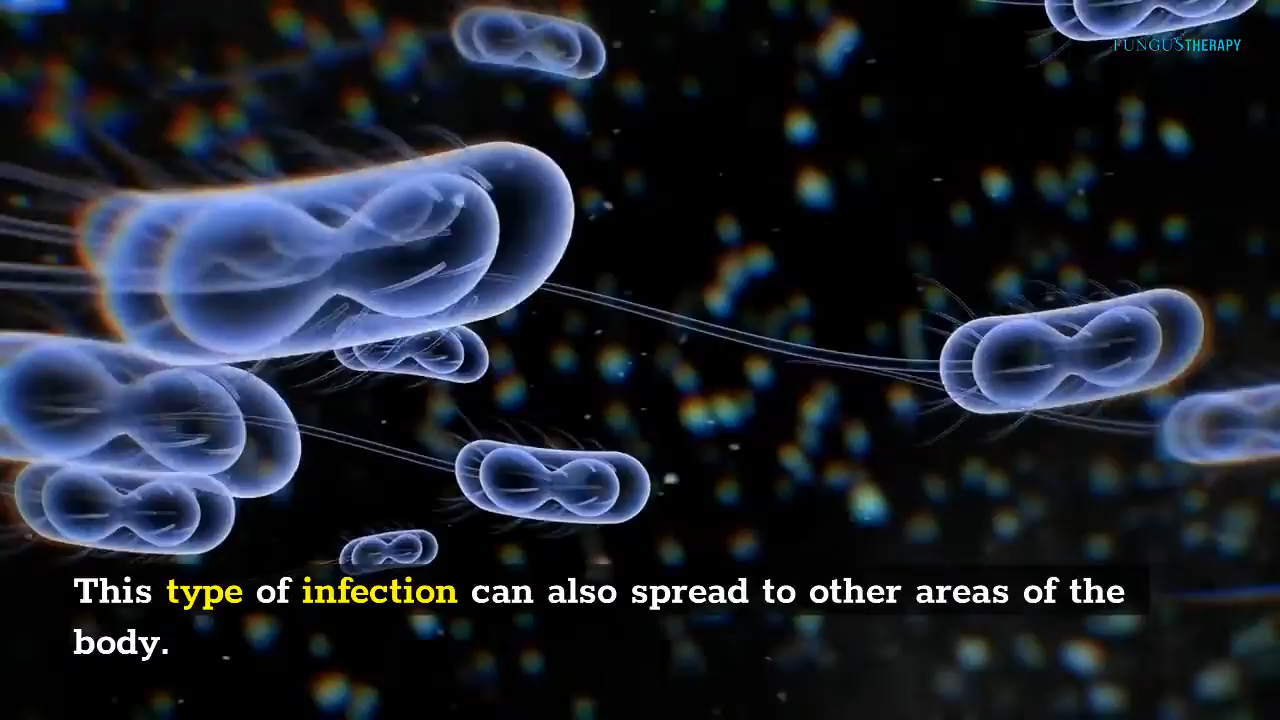 FUNGUSTHERAPY
This type of infection can also spread to other areas of the
body.